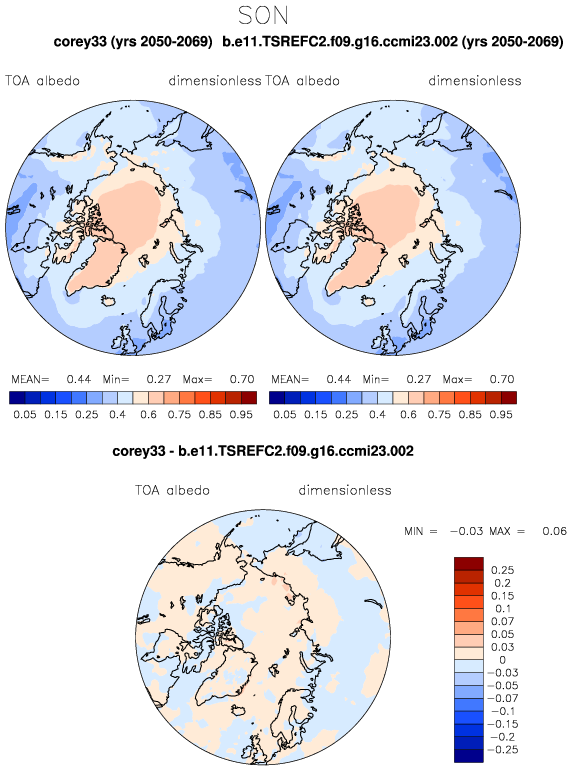 SON
corey33 (yrs 2050-2069) b.e11.TSREFC2.f09.g16.ccmi23.002 (yrs 2050-2069)
TOA albedo dimensionless TOA albedo dimensionless
MEAN= 0.44 Min= 0.27 Max= 0.70 MEAN= 0.44 Min= 0.27 Max= 0.70
0.05 0.15 0.25 0.4 0.6 0.75 0.85 0.95 0.05 0.15 0.25 0.4 0.6 0.75 0.85 0.95
corey33 - b.e11.TSREFC2.f09.g16.ccmi23.002
TOA albedo dimensionless
MIN = -0.03 MAX = 0.06
0.25
0.2
0.15
0.1
0.07
0.05
0.03
0
-0.03
-0.05
-0.07
-0.1
-0.15
-0.2
-0.25